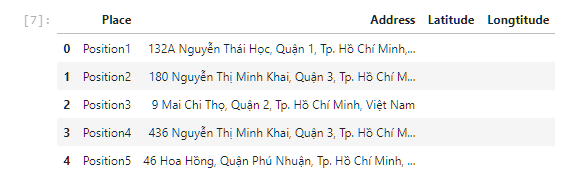 [7]:
Place Address Latitude Longtitude
0 Position1 132A Nguyễn Thái Học, Quận 1, Tp. Hồ Chí Minh,...
1 Position2 180 Nguyễn Thị Minh Khai, Quận 3, Tp. Hồ Chí M...
2 Position3 9 Mai Chi Thọ, Quận 2, Tp. Hồ Chí Minh, Việt Nam
3 Position4 436 Nguyễn Thị Minh Khai, Quận 3, Tp. Hồ Chí M...
4 Position5 46 Hoa Hồng, Quận Phú Nhuận, Tp. Hồ Chí Minh, ...